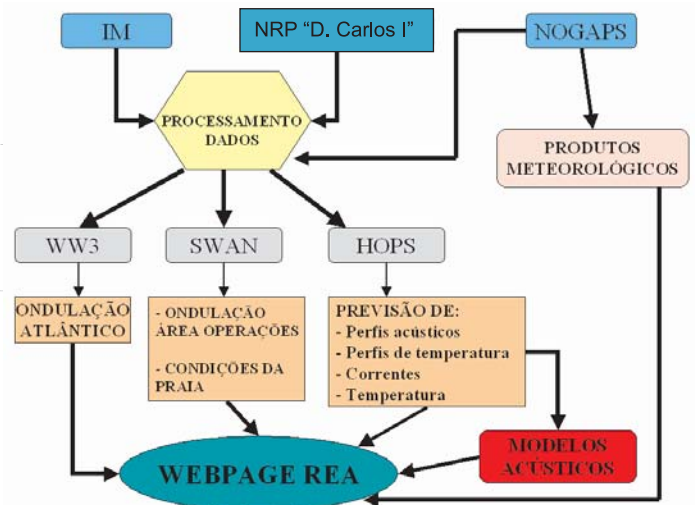 IM
NRP “D. Carlos I”
NOGAPS
PROCESSAMENTO
DADOS
PRODUTOS
METEOROLÓGICOS
WW3
SWAN
HOPS
ONDULAÇÃO
ATLÂNTICO
- ONDULAÇÃO
ÁREA OPERAÇÕES
- CONDIÇÕES DA
PRAIA
PREVISÃO DE:
- Perfis acústicos
- Perfis de temperatura
- Correntes
- Temperatura
MODELOS
ACÚSTICOS
WEBPAGE REA